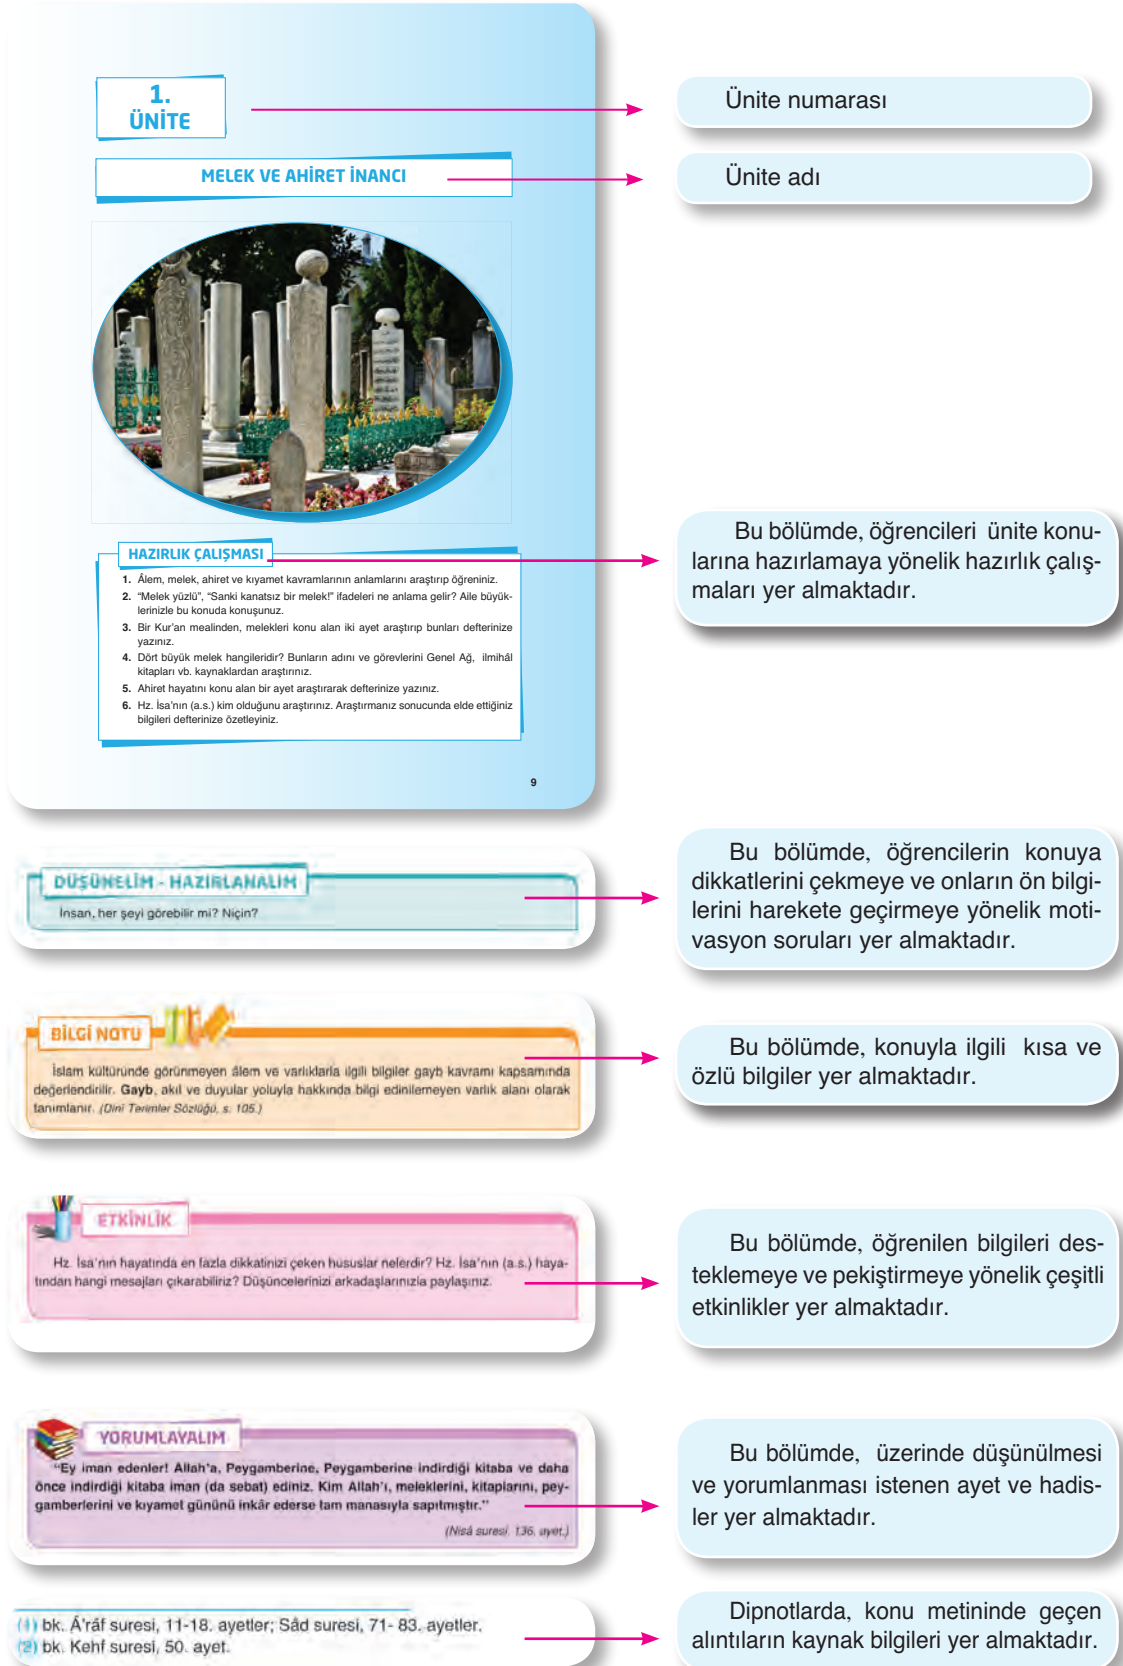 1.
ÜNİTE
Ünite numarası
MELEK VE AHİRET İNANCI
Ünite adı
HAZIRLIK ÇALIŞMASI
1. Âlem, melek, ahiret ve kıyamet kavramlarının anlamlarını araştırıp öğreniniz.
2. “Melek yüzlü”, “Sanki kanatsız bir melek!” ifadeleri ne anlama gelir? Aile büyük-
lerinizle bu konuda konuşunuz.
3. Bir Kur’an mealinden, melekleri konu alan iki ayet araştırıp bunları defterinize
yazınız.
4. Dört büyük melek hangileridir? Bunların adını ve görevlerini Genel Ağ, ilmihâl
kitapları vb. kaynaklardan araştırınız.
5. Ahiret hayatını konu alan bir ayet araştırarak defterinize yazınız.
6. Hz. İsa’nın (a.s.) kim olduğunu araştırınız. Araştırmanız sonucunda elde ettiğiniz
bilgileri defterinize özetleyiniz.
9
Bu bölümde, öğrencileri ünite konu-
larına hazırlamaya yönelik hazırlık çalış-
maları yer almaktadır.
DÜŞÜNELİM - HAZIRLANALIM
İnsan, her şeyi görebilir mi? Niçin?
Bu bölümde, öğrencilerin konuya
dikkatlerini çekmeye ve onların ön bilgi-
lerini harekete geçirmeye yönelik moti-
vasyon soruları yer almaktadır.
BİLGİ NOTU
İslam kültüründe görünmeyen âlem ve varlıklarla ilgili bilgiler gayb kavramı kapsamında
değerlendirilir. Gayb, akıl ve duyular yoluyla hakkında bilgi edinilemeyen varlık alanı olarak
tanımlanır. (Dinî Terimler Sözlüğü, s. 105.)
Bu bölümde, konuyla ilgili kısa ve
özlü bilgiler yer almaktadır.
ETKİNLİK
Hz. İsa’nın hayatında en fazla dikkatinizi çeken hususlar nelerdir? Hz. İsa’nın (a.s.) haya-
tından hangi mesajları çıkarabiliriz? Düşüncelerinizi arkadaşlarınızla paylaşınız.
Bu bölümde, öğrenilen bilgileri des-
teklemeye ve pekiştirmeye yönelik çeşitli
etkinlikler yer almaktadır.
YORUMLAYALIM
“Ey iman edenler! Allah’a, Peygamberine, Peygamberine indirdiği kitaba ve daha
önce indirdiği kitaba iman (da sebat) ediniz. Kim Allah’ı, meleklerini, kitaplarını, pey-
gamberlerini ve kıyamet gününü inkâr ederse tam manasıyla sapıtmıştır.”
(Nisâ suresi, 136. ayet.)
Bu bölümde, üzerinde düşünülmesi
ve yorumlanması istenen ayet ve hadis-
ler yer almaktadır.
(1) bk. Â’râf suresi, 11-18. ayetler; Sâd suresi, 71- 83. ayetler.
(2) bk. Kehf suresi, 50. ayet.
Dipnotlarda, konu metininde geçen
alıntıların kaynak bilgileri yer almaktadır.